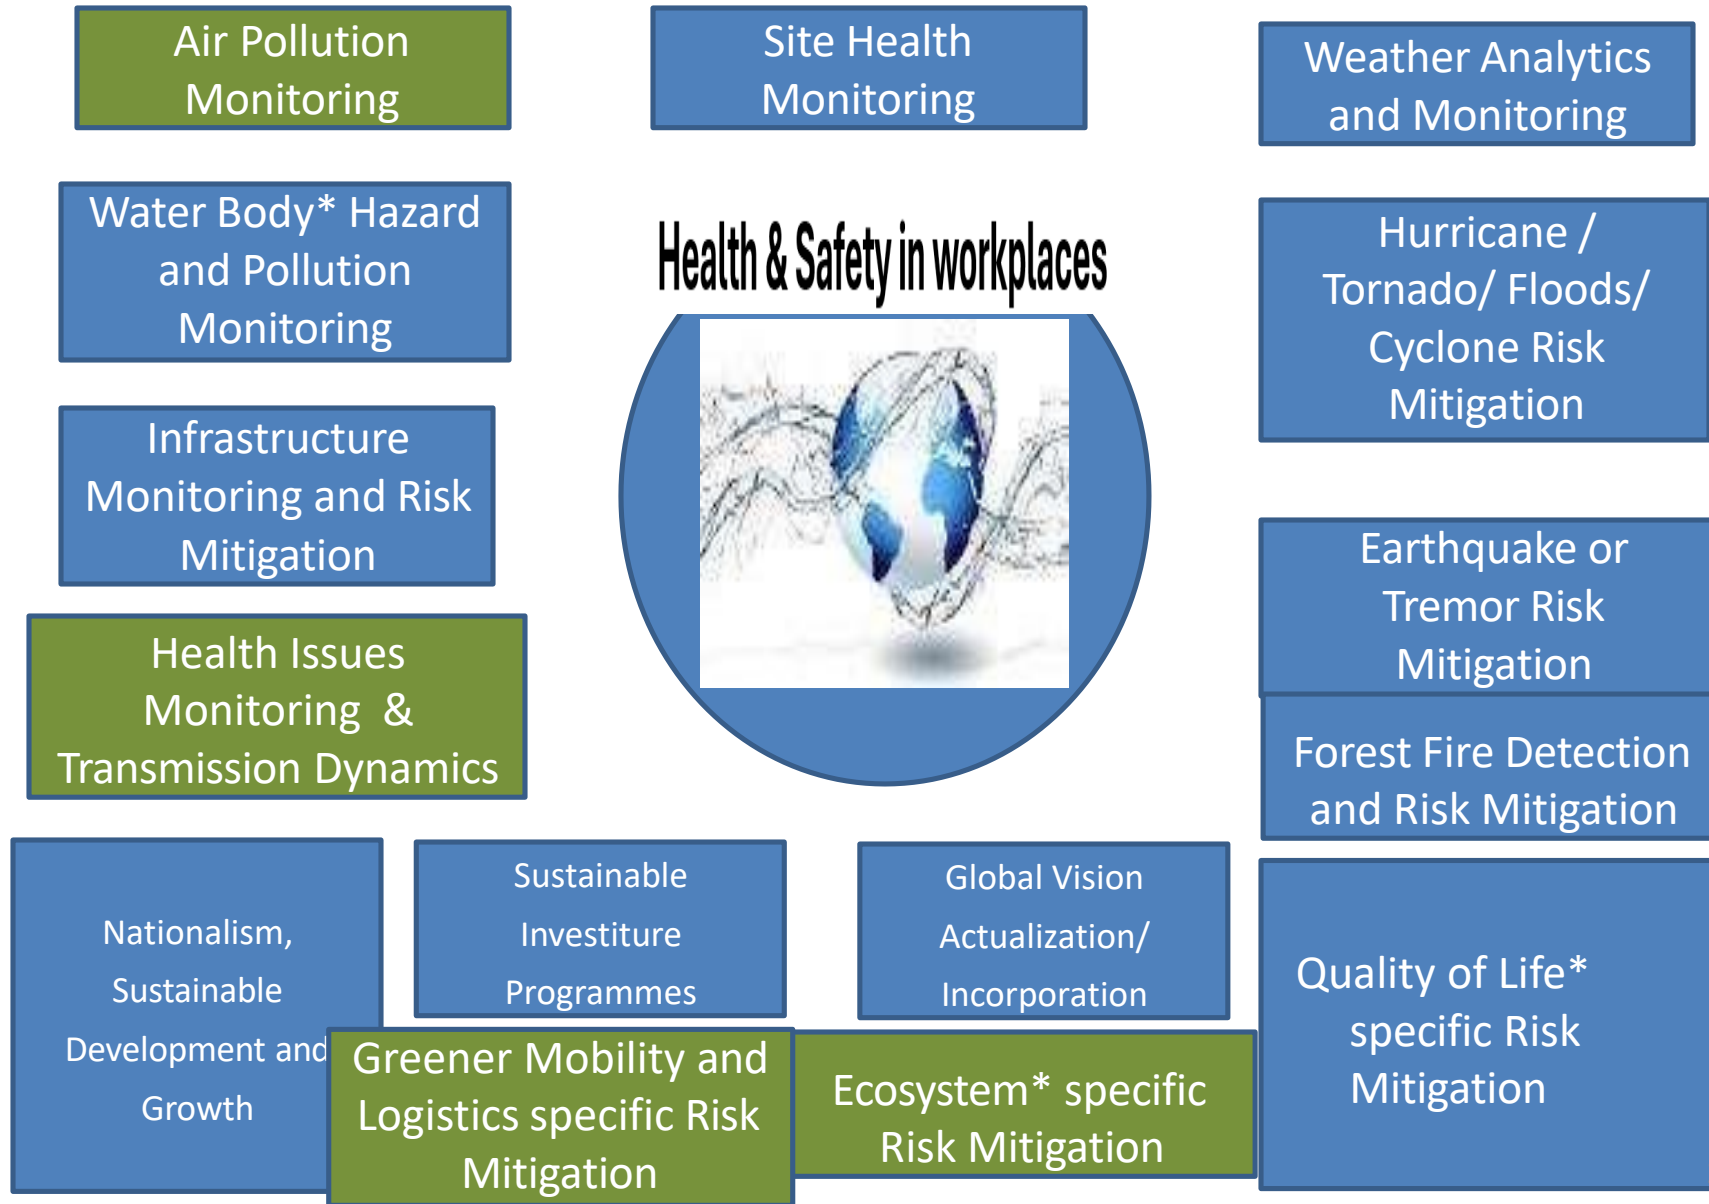 Air Pollution
Monitoring
Site Health
Monitoring
Weather Analytics
and Monitoring
Water Body* Hazard
and Pollution
Monitoring
Health & Safety in workplaces
Hurricane /
Tornado/ Floods/
Cyclone Risk
Mitigation
Infrastructure
Monitoring and Risk
Mitigation
Earthquake or
Tremor Risk
Mitigation
Health Issues
Monitoring &
Transmission Dynamics
Forest Fire Detection
and Risk Mitigation
Nationalism,
Sustainable
Development and
Growth
Sustainable
Investiture
Programmes
Global Vision
Actualization/
Incorporation
Quality of Life*
specific Risk
Mitigation
Greener Mobility and
Logistics specific Risk
Mitigation
Ecosystem* specific
Risk Mitigation